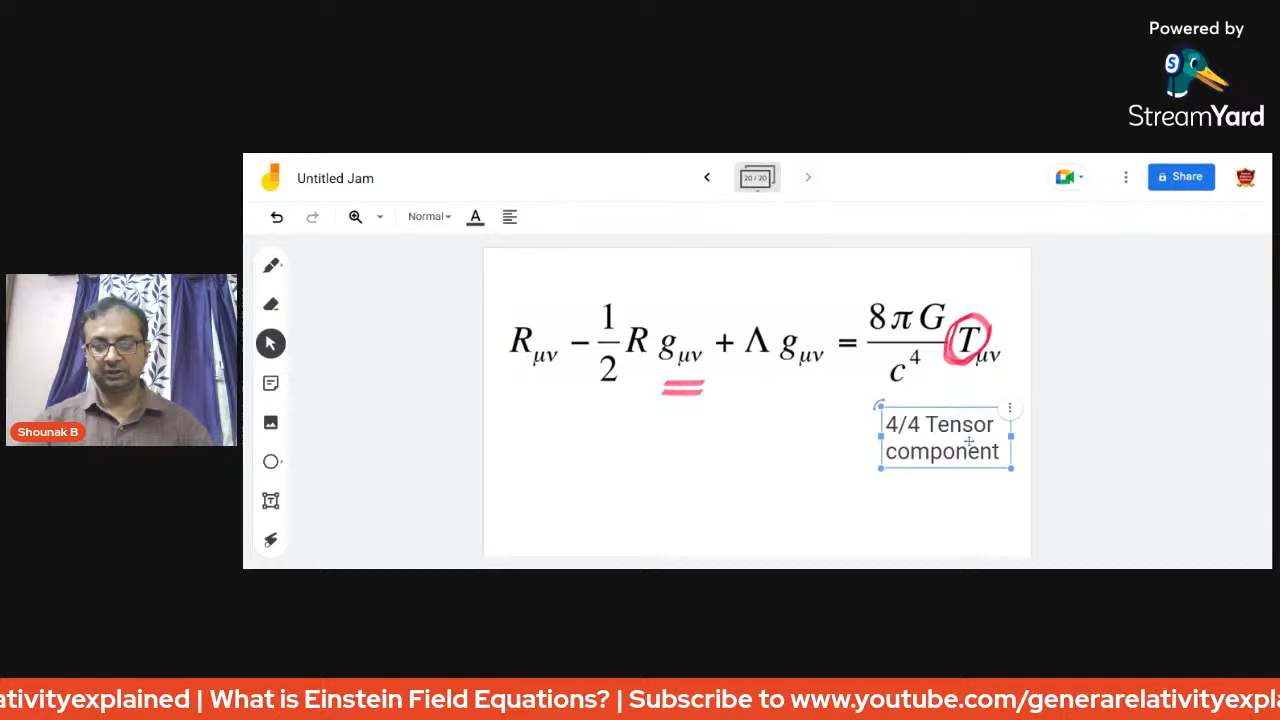 Powered by
S
StreamYard
Untitled Jam
20 / 20
Share
Normal
A
R_μν − 1/2 R g_μν + Λ g_μν = 8πG/c^4 T_μν
4/4 Tensor
component
T
Shounak B
ativityexplained | What is Einstein Field Equations? | Subscribe to www.youtube.com/generarelativityexpla